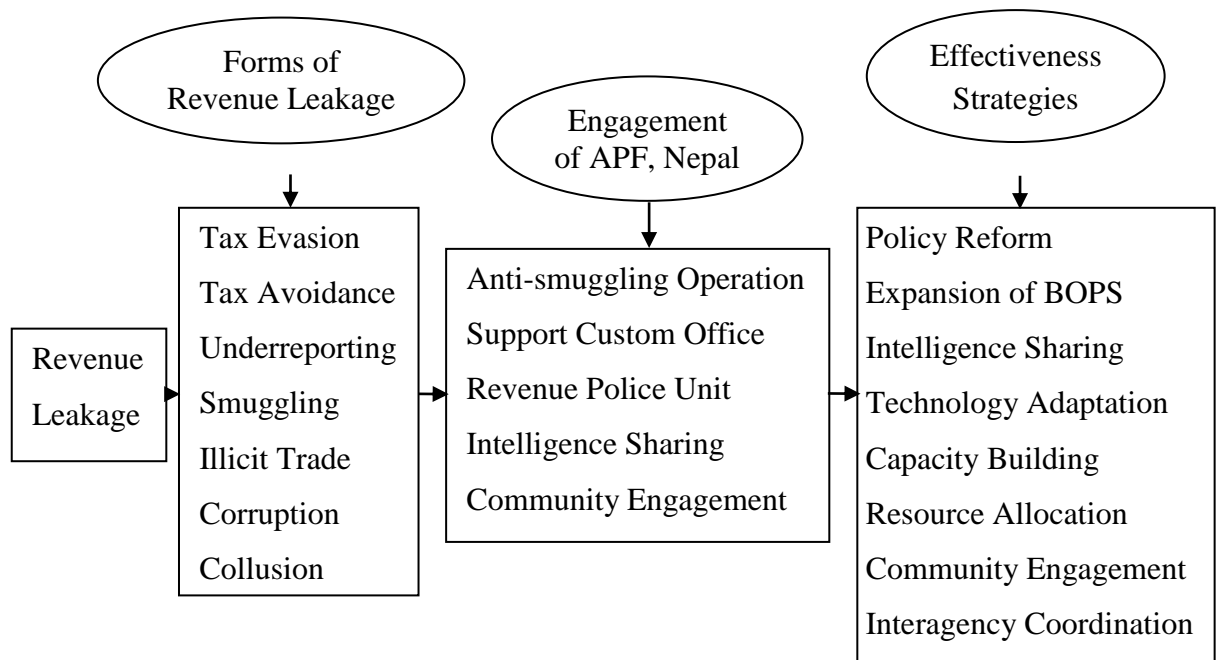 Forms of
Revenue Leakage
Engagement
of APF, Nepal
Effectiveness
Strategies
Revenue
Leakage
Tax Evasion
Tax Avoidance
Underreporting
Smuggling
Illicit Trade
Corruption
Collusion
Anti-smuggling Operation
Support Custom Office
Revenue Police Unit
Intelligence Sharing
Community Engagement
Policy Reform
Expansion of BOPS
Intelligence Sharing
Technology Adaptation
Capacity Building
Resource Allocation
Community Engagement
Interagency Coordination